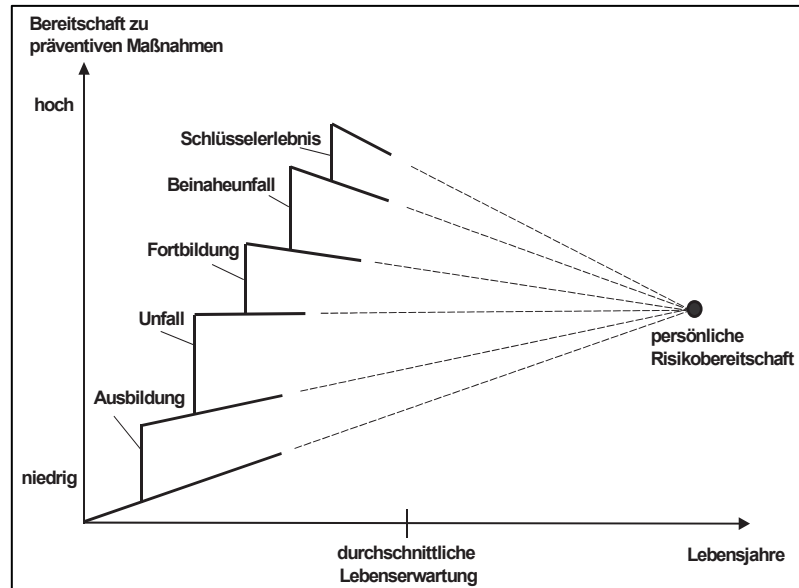 Bereitschaft zu
präventiven Maßnahmen
hoch
Schlüsselerlebnis
Beinaheunfall
Fortbildung
Unfall
persönliche
Risikobereitschaft
Ausbildung
niedrig
durchschnittliche
Lebenserwartung
Lebensjahre